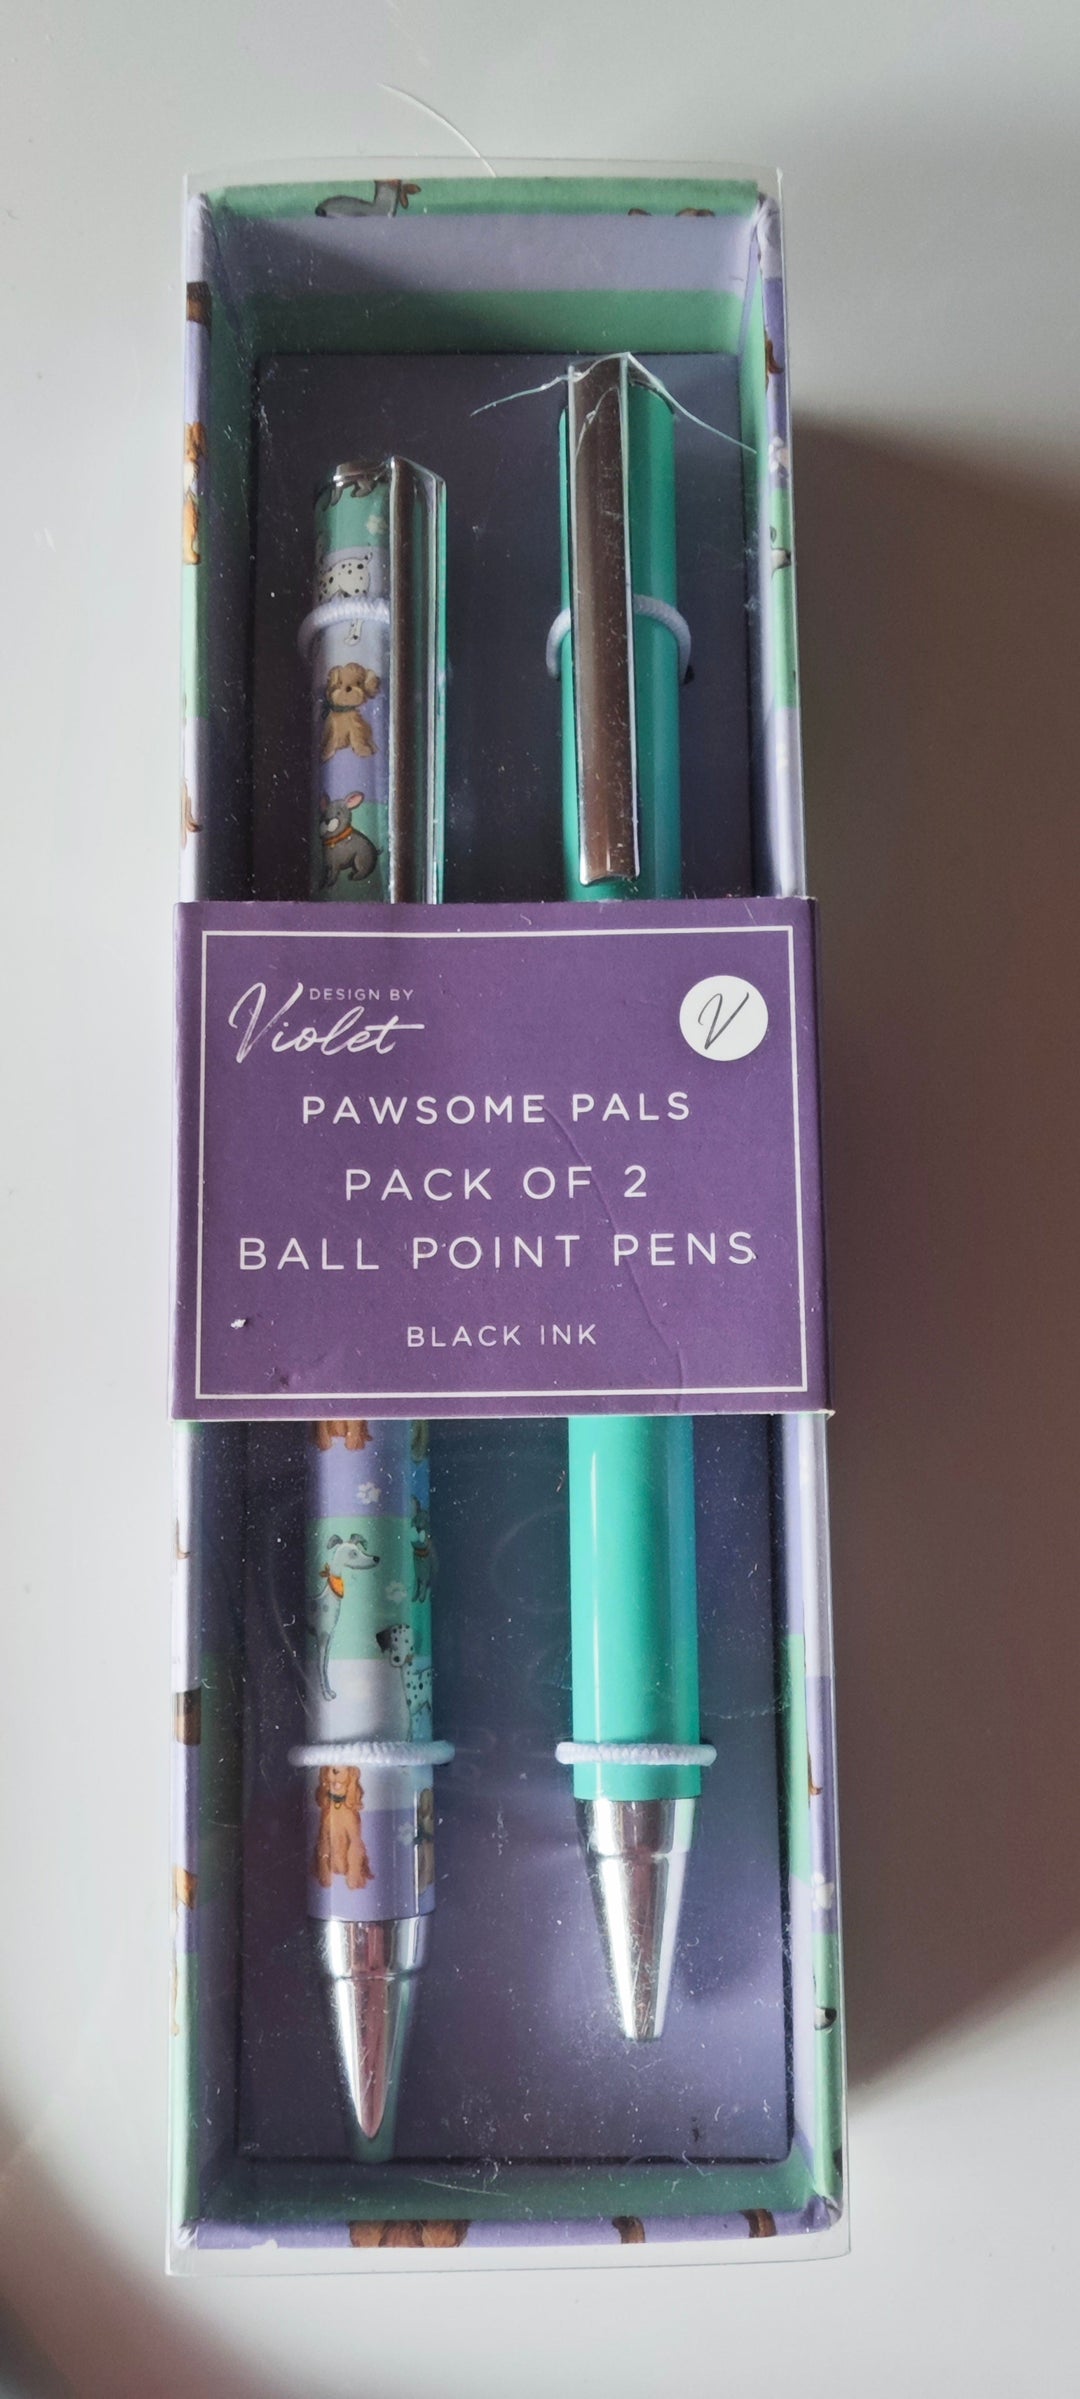 DESIGN BY
Violet
V
PAWSOME PALS
PACK OF 2
BALL POINT PENS
BLACK INK